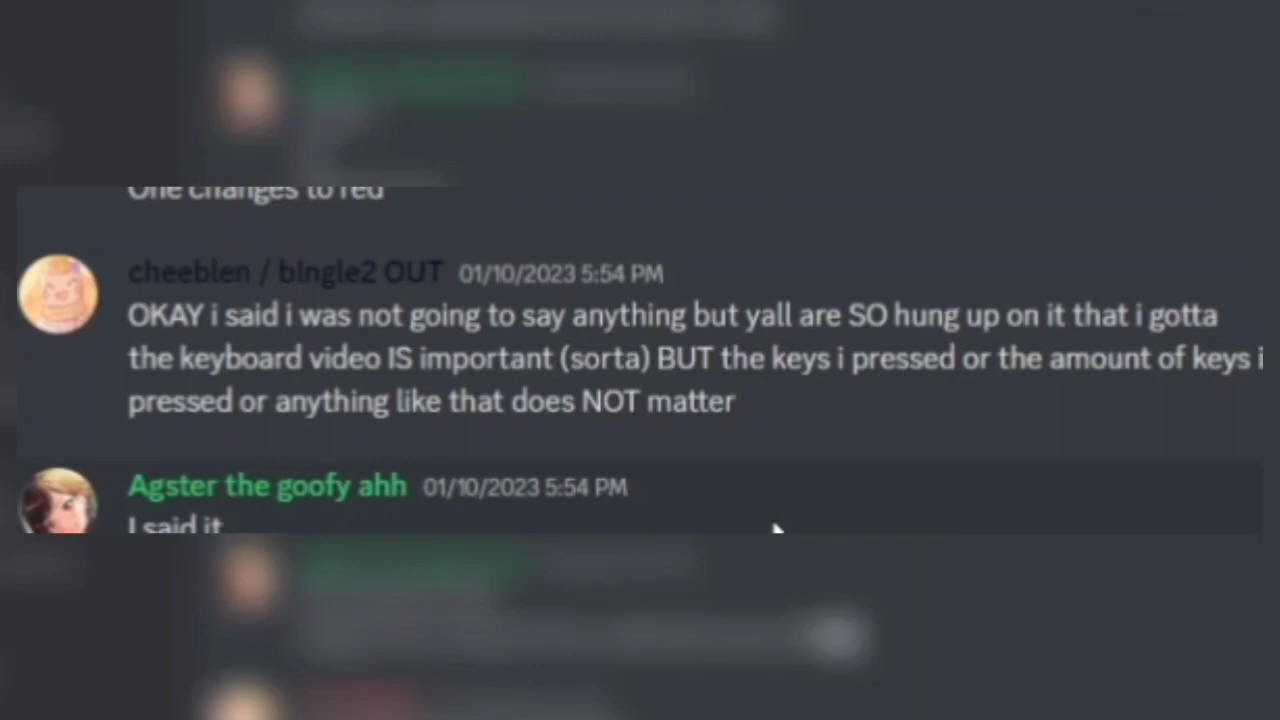 One changes to red
cheeblen / b!ngle2 OUT 01/10/2023 5:54 PM
OKAY i said i was not going to say anything but yall are SO hung up on it that i gotta
the keyboard video IS important (sorta) BUT the keys i pressed or the amount of keys i
pressed or anything like that does NOT matter
Agster the goofy ahh 01/10/2023 5:54 PM
I said it